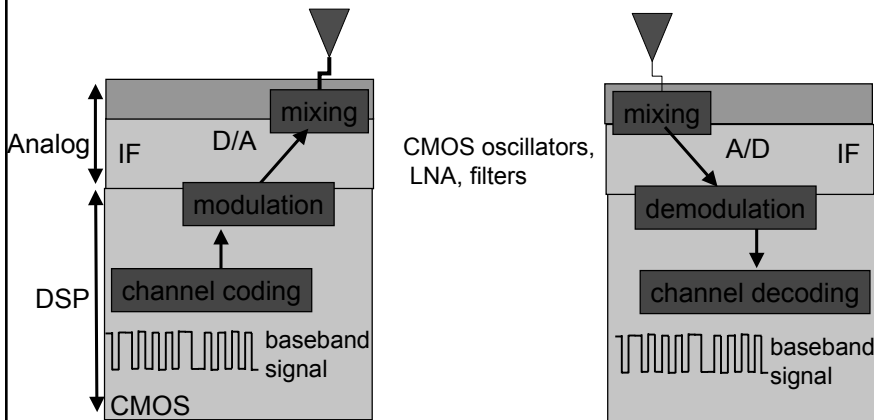 mixing
D/A
Analog
IF
modulation
channel coding
DSP
baseband
signal
CMOS
CMOS oscillators,
LNA, filters
mixing
A/D
IF
demodulation
channel decoding
baseband
signal